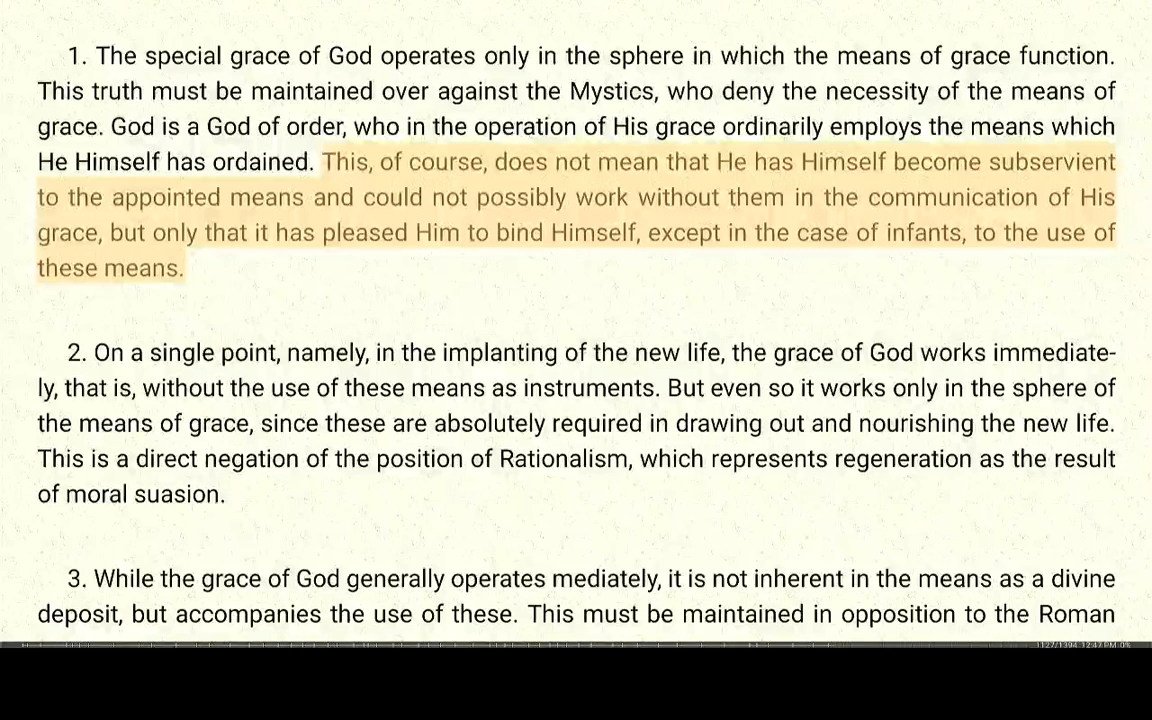 1. The special grace of God operates only in the sphere in which the means of grace function.
This truth must be maintained over against the Mystics, who deny the necessity of the means of
grace. God is a God of order, who in the operation of His grace ordinarily employs the means which
He Himself has ordained. This, of course, does not mean that He has Himself become subservient
to the appointed means and could not possibly work without them in the communication of His
grace, but only that it has pleased Him to bind Himself, except in the case of infants, to the use of
these means.
2. On a single point, namely, in the implanting of the new life, the grace of God works immediate-
ly, that is, without the use of these means as instruments. But even so it works only in the sphere of
the means of grace, since these are absolutely required in drawing out and nourishing the new life.
This is a direct negation of the position of Rationalism, which represents regeneration as the result
of moral suasion.
3. While the grace of God generally operates mediately, it is not inherent in the means as a divine
deposit, but accompanies the use of these. This must be maintained in opposition to the Roman
1127/1394 12:47 PM 0%